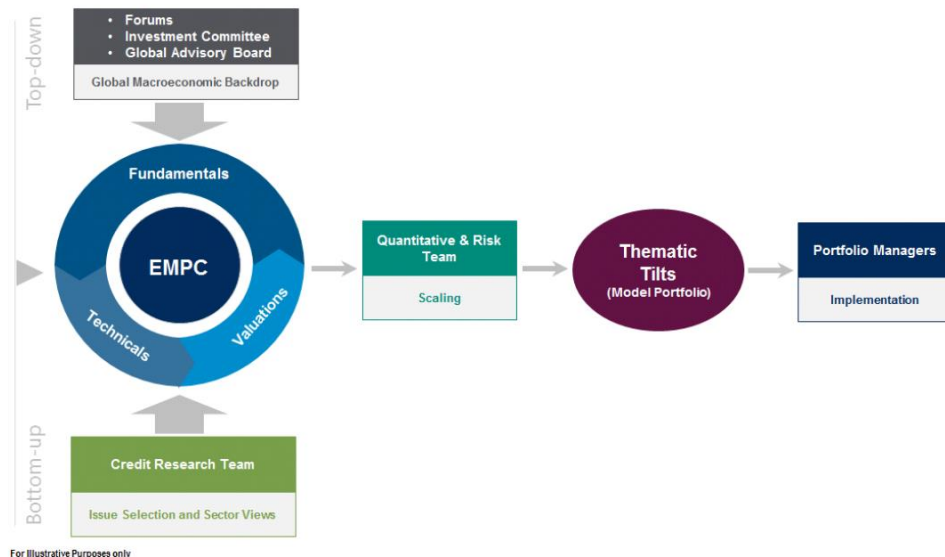 Top-down
• Forums
• Investment Committee
• Global Advisory Board
Global Macroeconomic Backdrop
Fundamentals
EMPC
Technicals
Valuations
Quantitative & Risk
Team
Scaling
Thematic
Tilts
(Model Portfolio)
Portfolio Managers
Implementation
Bottom-up
Credit Research Team
Issue Selection and Sector Views
For Illustrative Purposes only